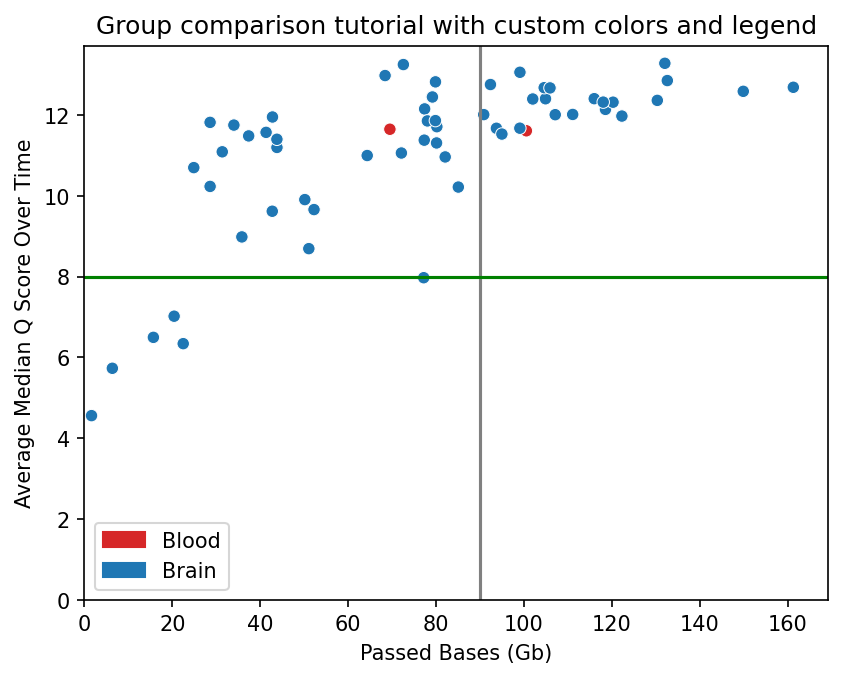 Group comparison tutorial with custom colors and legend
Average Median Q Score Over Time
12
10
8
6
4
2
0
Blood
Brain
0 20 40 60 80 100 120 140 160
Passed Bases (Gb)